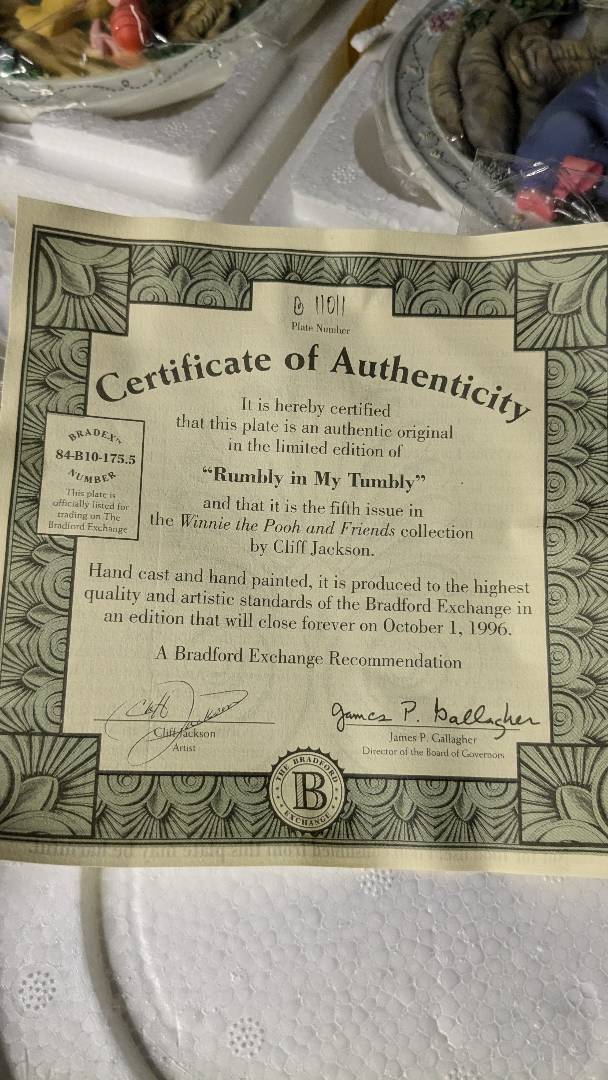 B 11011
Plate Number
Certificate of Authenticity
It is hereby certified
that this plate is an authentic original
in the limited edition of
“Rumbly in My Tumbly”
and that it is the fifth issue in
the Winnie the Pooh and Friends collection
by Cliff Jackson.
BRADEX™
84-B10-175.5
NUMBER
This plate is
officially listed for
trading on The
Bradford Exchange
Hand cast and hand painted, it is produced to the highest
quality and artistic standards of the Bradford Exchange in
an edition that will close forever on October 1, 1996.
A Bradford Exchange Recommendation
Cliff Jackson
Cliff Jackson
Artist
James P. Gallagher
James P. Gallagher
Director of the Board of Governors
THE BRADFORD
B
EXCHANGE